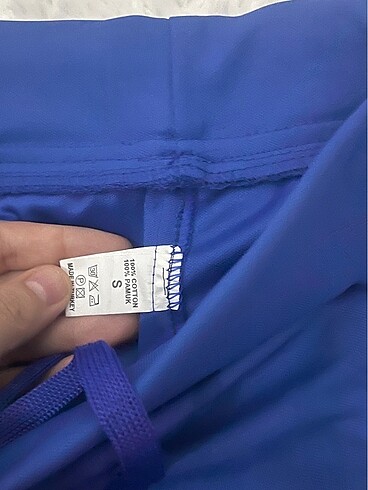 100% COTTON
100% PAMUK
S
MADE IN TURKEY